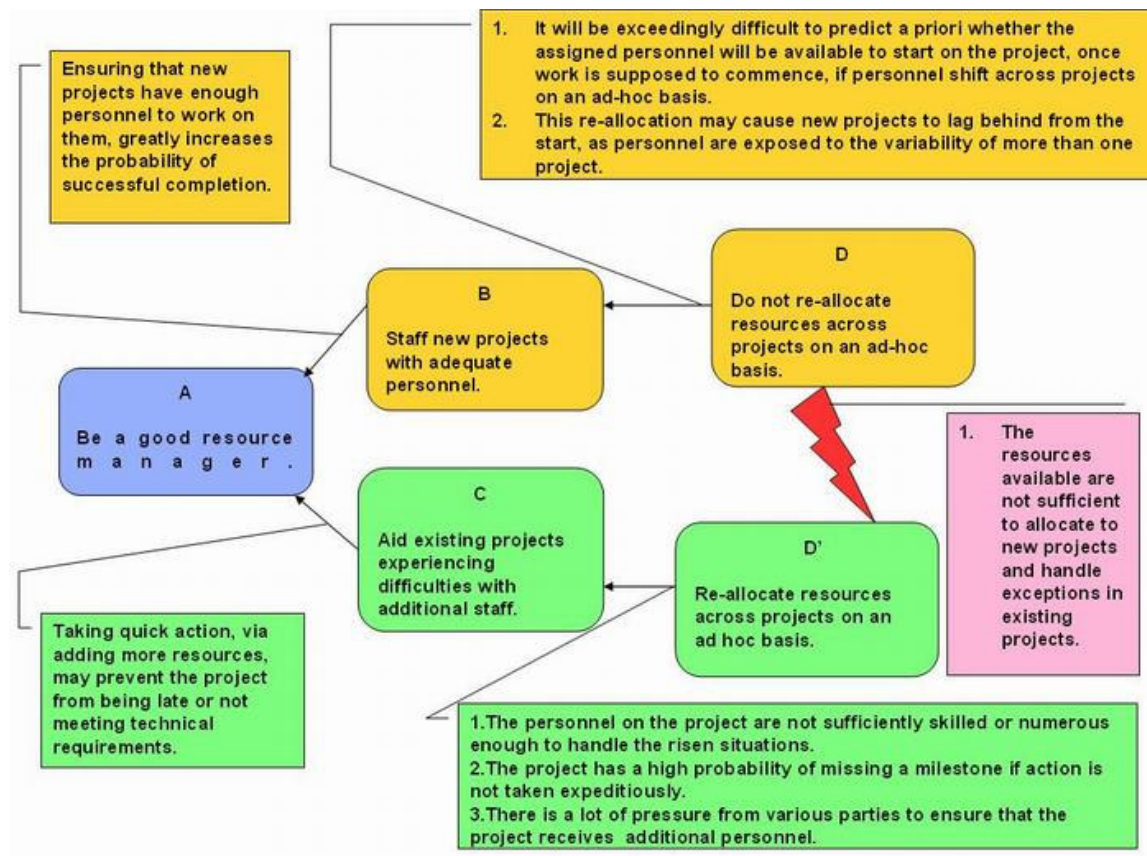 1. It will be exceedingly difficult to predict a priori whether the
assigned personnel will be available to start on the project, once
work is supposed to commence, if personnel shift across projects
on an ad-hoc basis.
2. This re-allocation may cause new projects to lag behind from the
start, as personnel are exposed to the variability of more than one
project.
Ensuring that new
projects have enough
personnel to work on
them, greatly increases
the probability of
successful completion.
D
Do not re-allocate
resources across
projects on an ad-hoc
basis.
B
Staff new projects
with adequate
personnel.
A
Be a good resource
manager.
C
Aid existing projects
experiencing
difficulties with
additional staff.
D’
Re-allocate resources
across projects on an
ad hoc basis.
1. The
resources
available are
not sufficient
to allocate to
new projects
and handle
exceptions in
existing
projects.
Taking quick action, via
adding more resources,
may prevent the project
from being late or not
meeting technical
requirements.
1.The personnel on the project are not sufficiently skilled or numerous
enough to handle the risen situations.
2.The project has a high probability of missing a milestone if action is
not taken expeditiously.
3.There is a lot of pressure from various parties to ensure that the
project receives additional personnel.